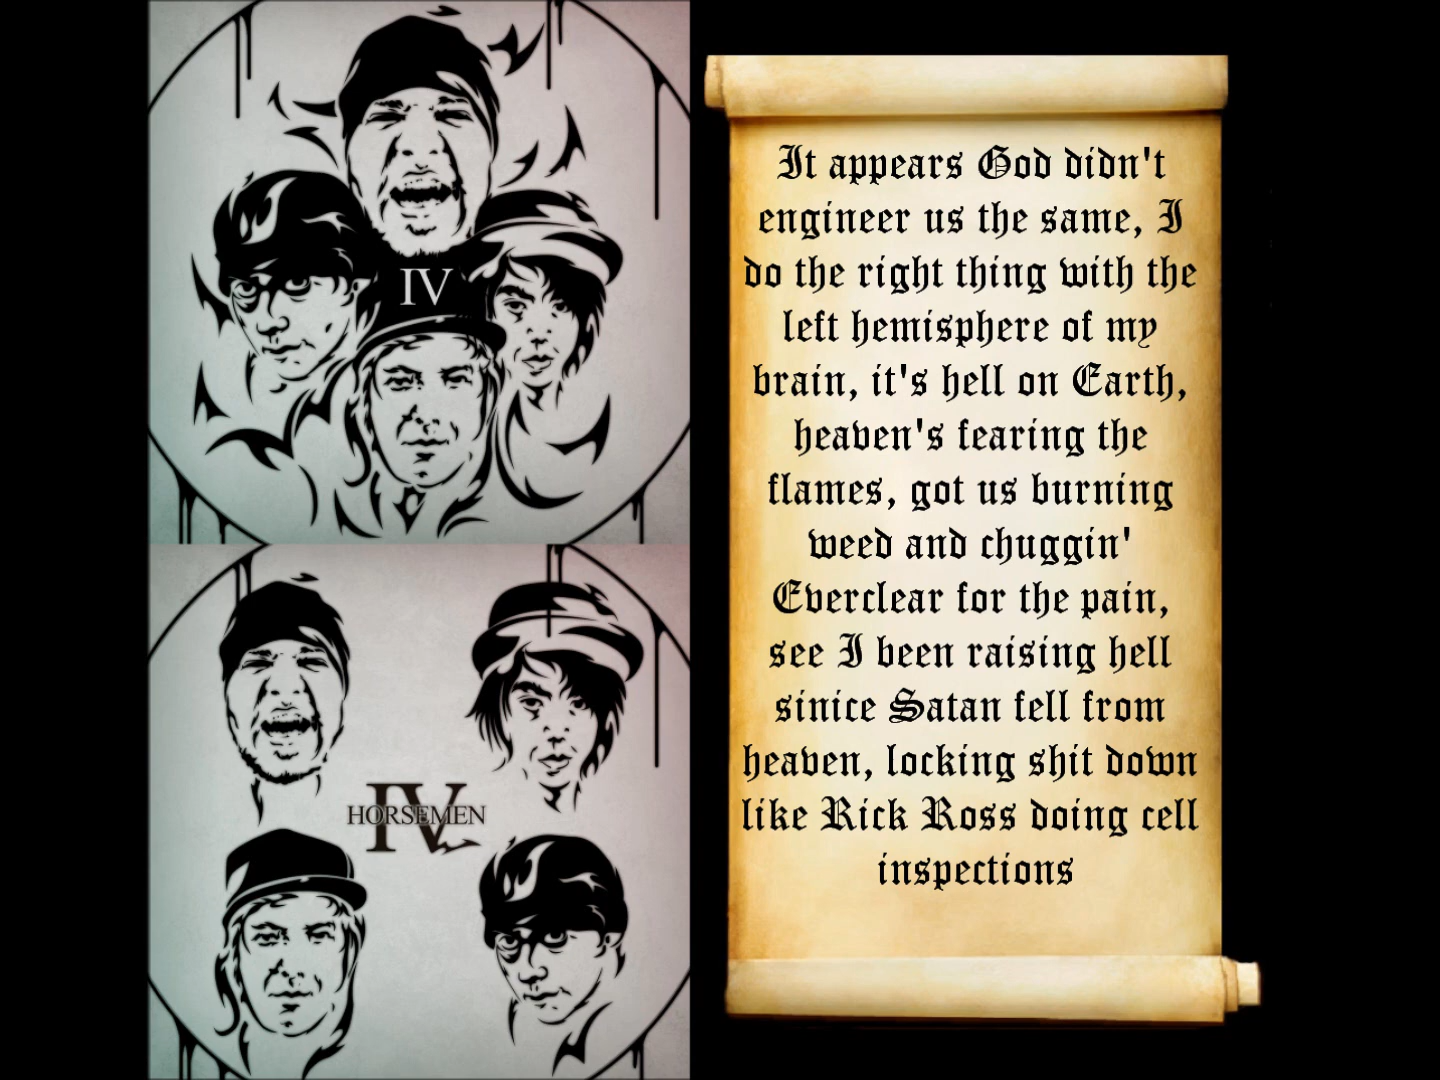 IV
IV
HORSEMEN
It appears God didn't
engineer us the same, I
do the right thing with the
left hemisphere of my
brain, it's hell on Earth,
heaven's fearing the
flames, got us burning
weed and chuggin'
Everclear for the pain,
see I been raising hell
sinice Satan fell from
heaven, locking shit down
like Rick Ross doing cell
inspections